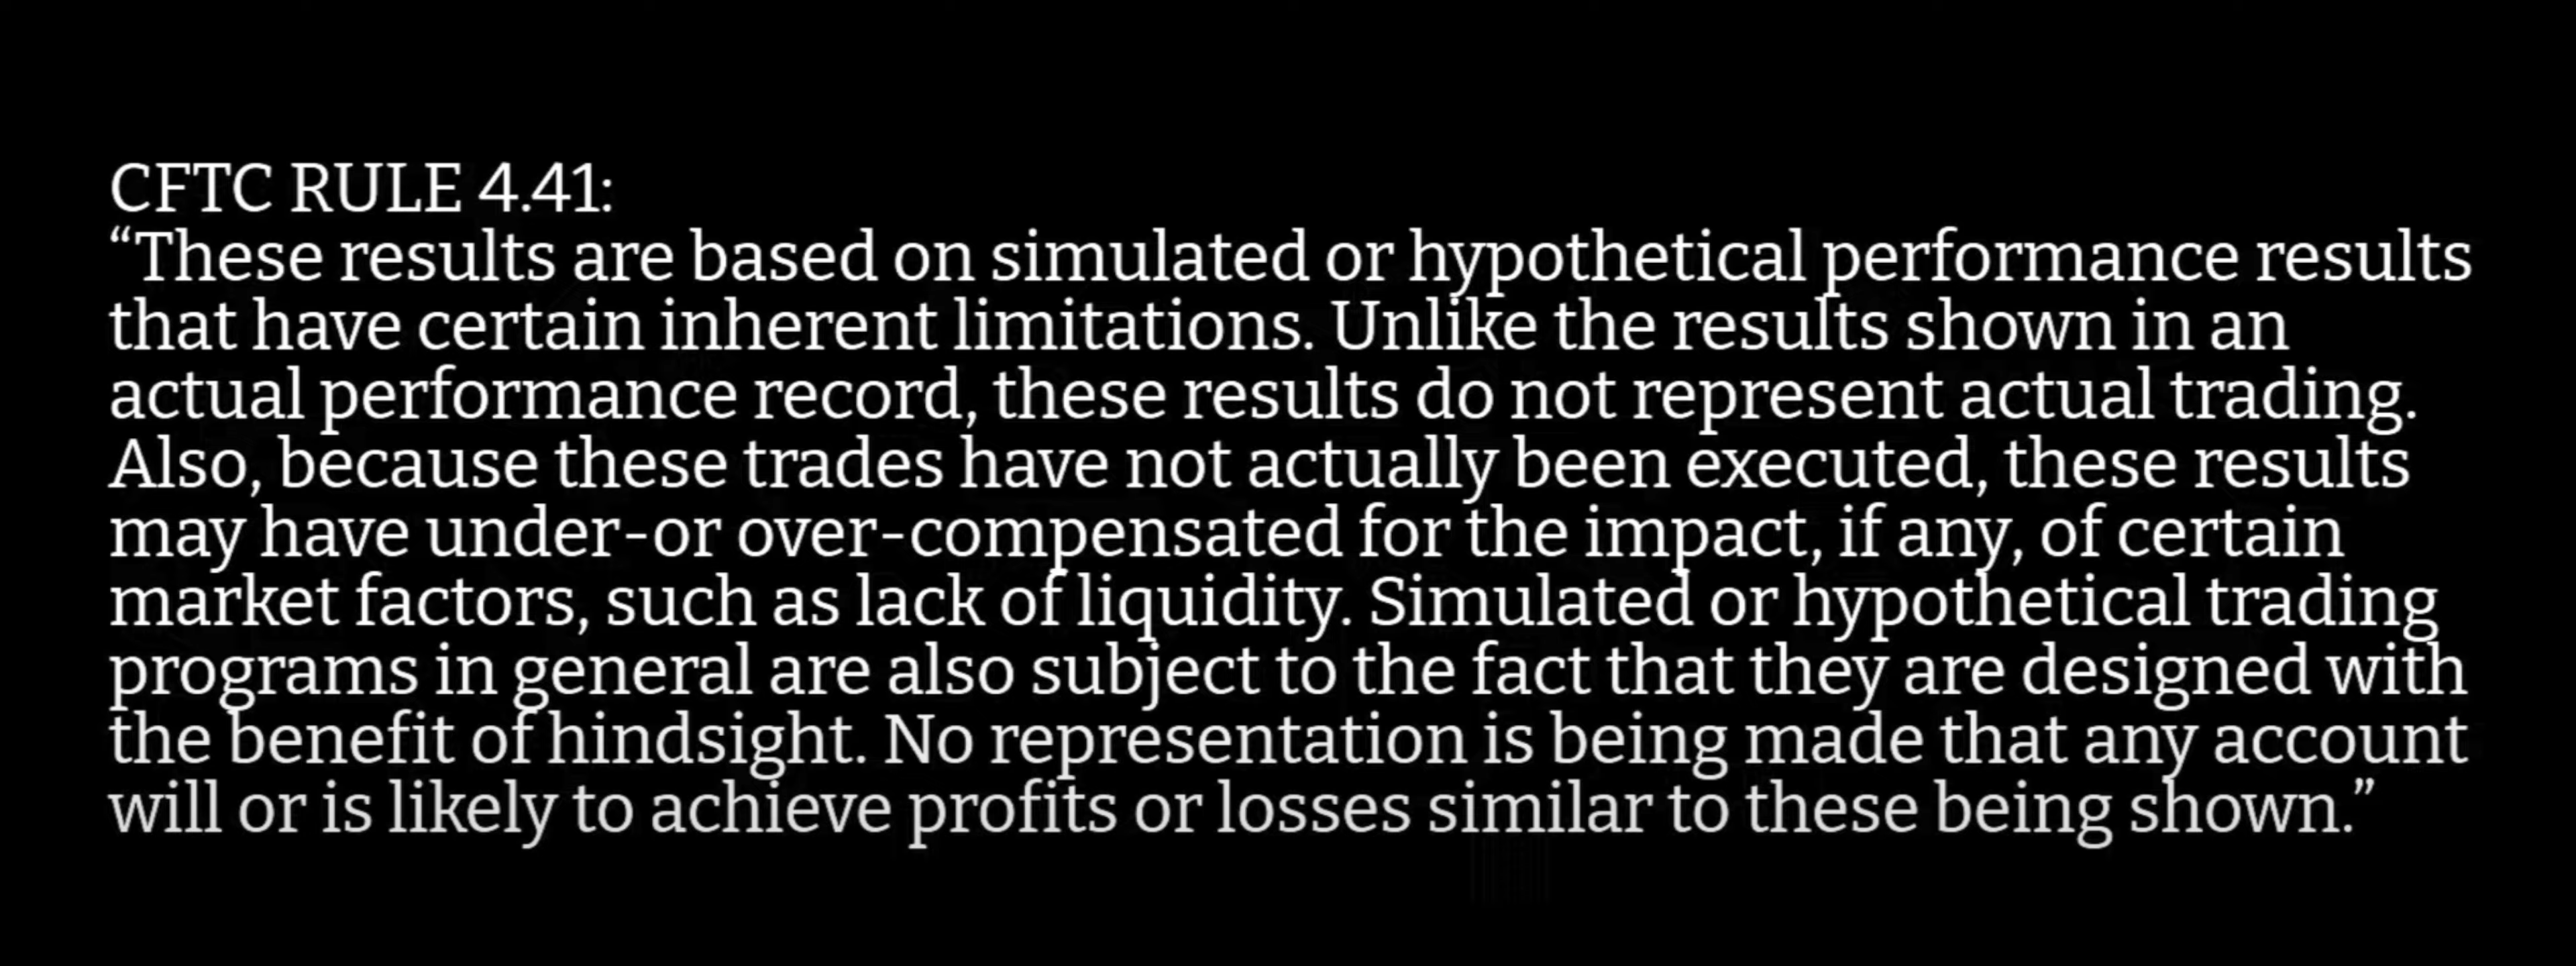 CFTC RULE 4.41:
“These results are based on simulated or hypothetical performance results
that have certain inherent limitations. Unlike the results shown in an
actual performance record, these results do not represent actual trading.
Also, because these trades have not actually been executed, these results
may have under-or over-compensated for the impact, if any, of certain
market factors, such as lack of liquidity. Simulated or hypothetical trading
programs in general are also subject to the fact that they are designed with
the benefit of hindsight. No representation is being made that any account
will or is likely to achieve profits or losses similar to these being shown.”